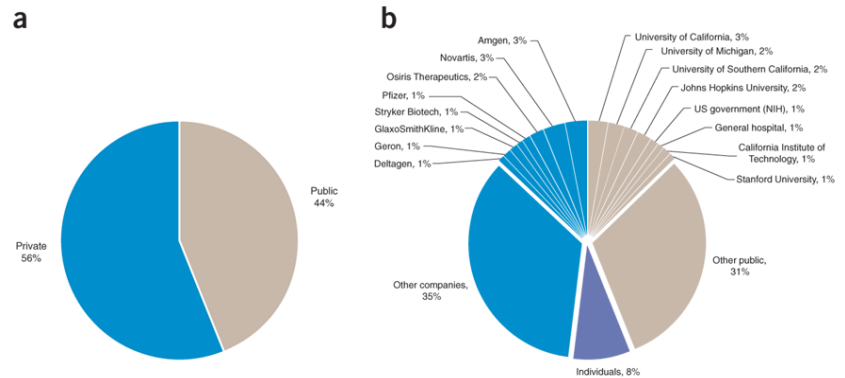 a
Public
44%
Private
56%
b
Amgen, 3%
Novartis, 3%
Osiris Therapeutics, 2%
Pfizer, 1%
Stryker Biotech, 1%
GlaxoSmithKline, 1%
Geron, 1%
Deltagen, 1%
University of California, 3%
University of Michigan, 2%
University of Southern California, 2%
Johns Hopkins University, 2%
US government (NIH), 1%
General hospital, 1%
California Institute of
Technology, 1%
Stanford University, 1%
Other public,
31%
Other companies,
35%
Individuals, 8%